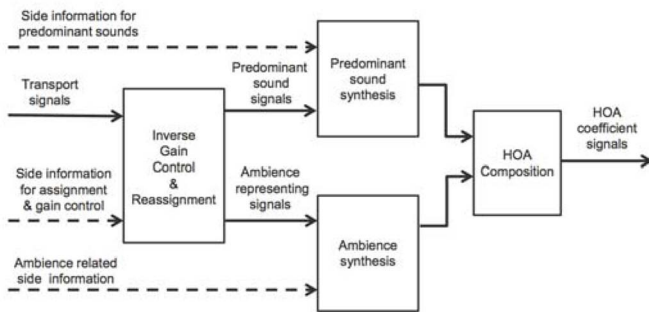 Side information for
predominant sounds
Transport
signals
Side information
for assignment
& gain control
Ambience related
side information
Inverse
Gain
Control
&
Reassignment
Predominant
sound
signals
Ambience
representing
signals
Predominant
sound
synthesis
Ambience
synthesis
HOA
Composition
HOA
coefficient
signals